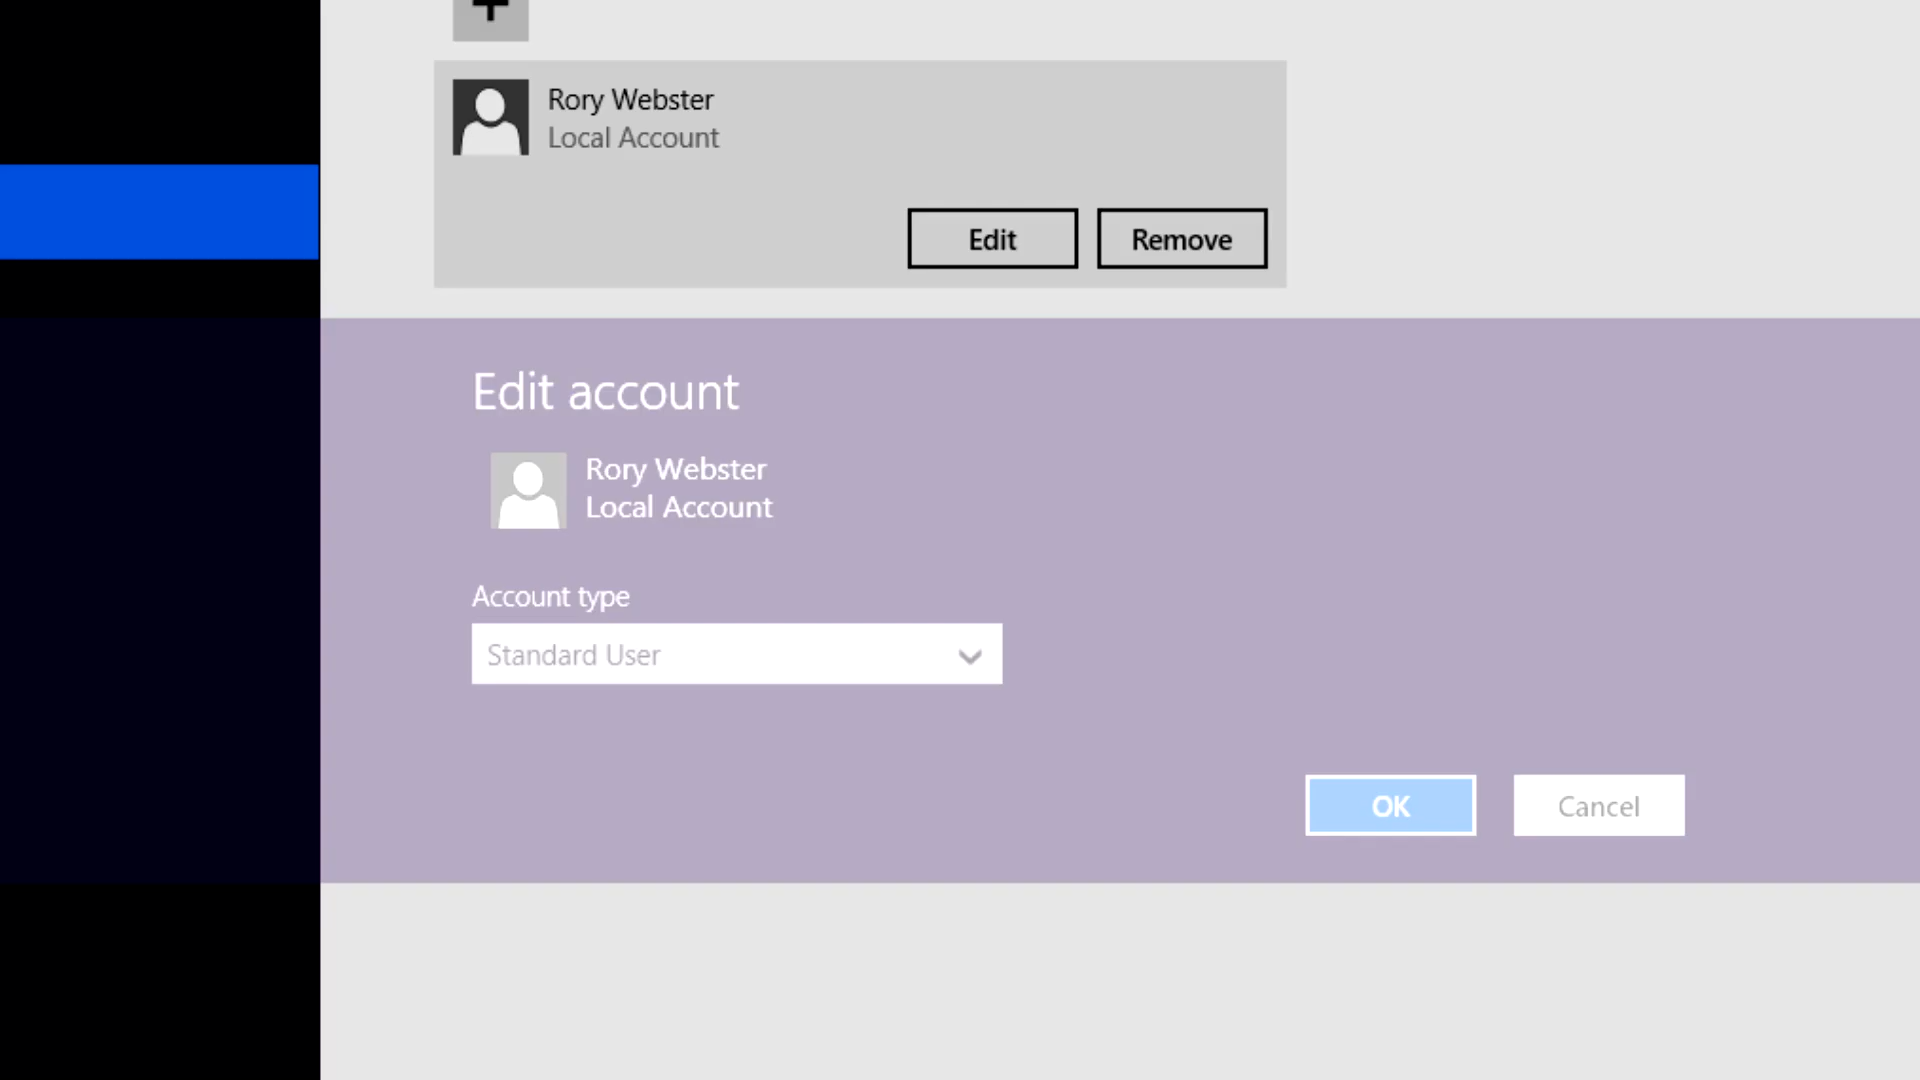 Rory Webster
Local Account
Edit
Remove
Edit account
Rory Webster
Local Account
Account type
Standard User
OK
Cancel